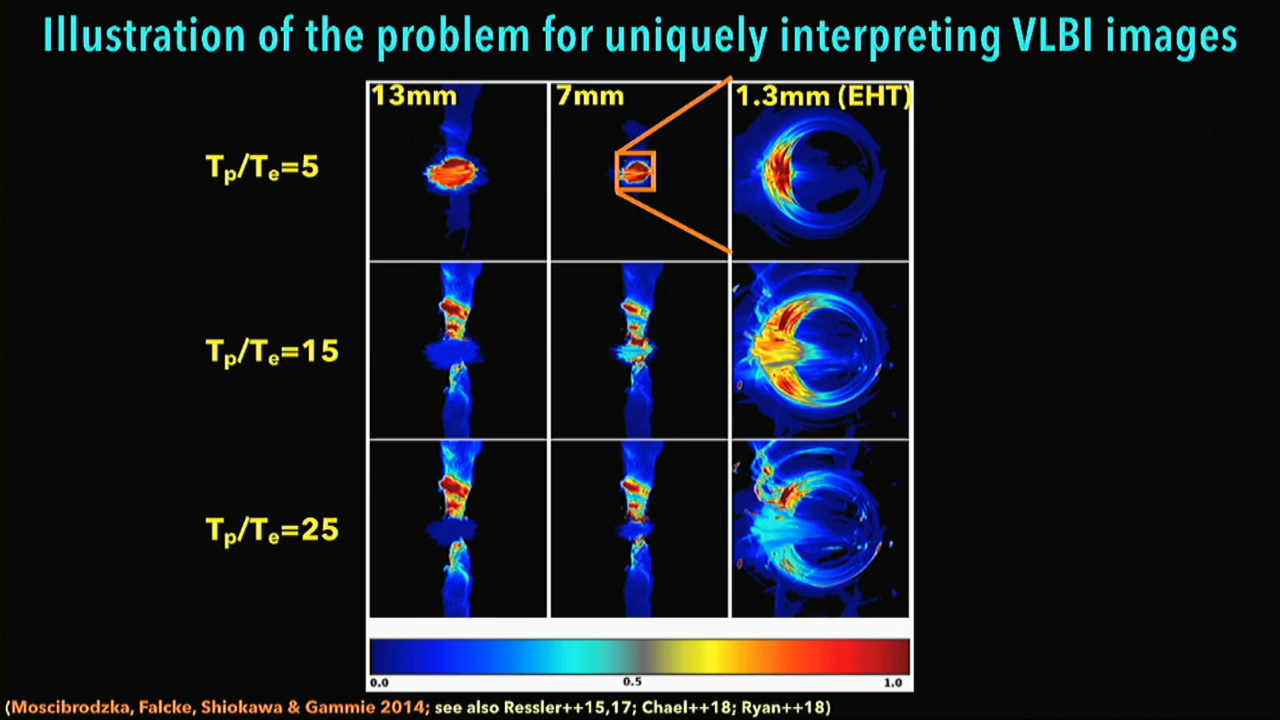 Illustration of the problem for uniquely interpreting VLBI images
13mm 7mm 1.3mm (EHT)
Tp/Te=5
Tp/Te=15
Tp/Te=25
0.0 0.5 1.0
(Moscibrodzka, Falcke, Shiokawa & Gammie 2014; see also Ressler++15,17; Chael++18; Ryan++18)